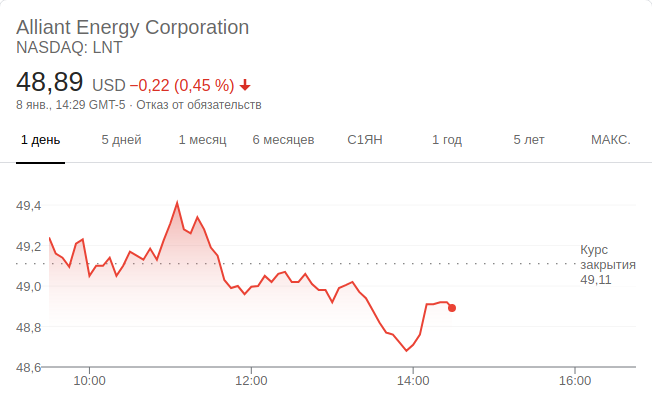 Alliant Energy Corporation
NASDAQ: LNT
48,89 USD −0,22 (0,45 %) ↓
8 янв., 14:29 GMT-5 · Отказ от обязательств
1 день 5 дней 1 месяц 6 месяцев С1ЯН 1 год 5 лет МАКС.
49,4
49,2
49,0
48,8
48,6
Курс
закрытия
49,11
10:00 12:00 14:00 16:00